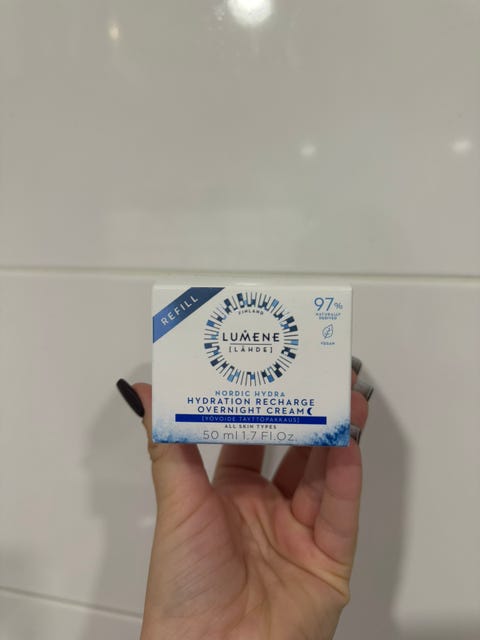 REFILL
FINLAND
LUMENE
[LÄHDE]
97%
NATURALLY
DERIVED
VEGAN
NORDIC HYDRA
HYDRATION RECHARGE
OVERNIGHT CREAM
[YÖVOIDE TÄYTTÖPAKKAUS]
ALL SKIN TYPES
50 ml 1.7 Fl.Oz.